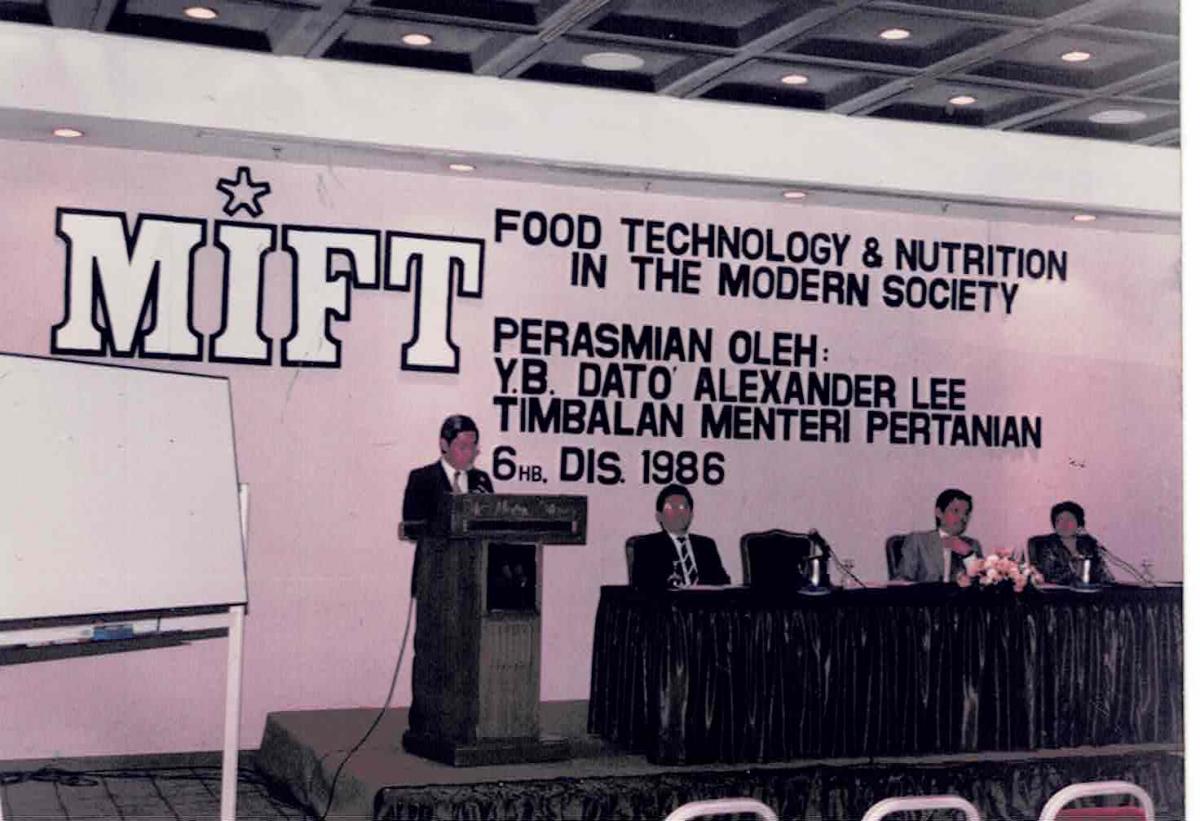 MIFT
FOOD TECHNOLOGY & NUTRITION
IN THE MODERN SOCIETY
PERASMIAN OLEH:
Y.B. DATO' ALEXANDER LEE
TIMBALAN MENTERI PERTANIAN
6HB. DIS. 1986